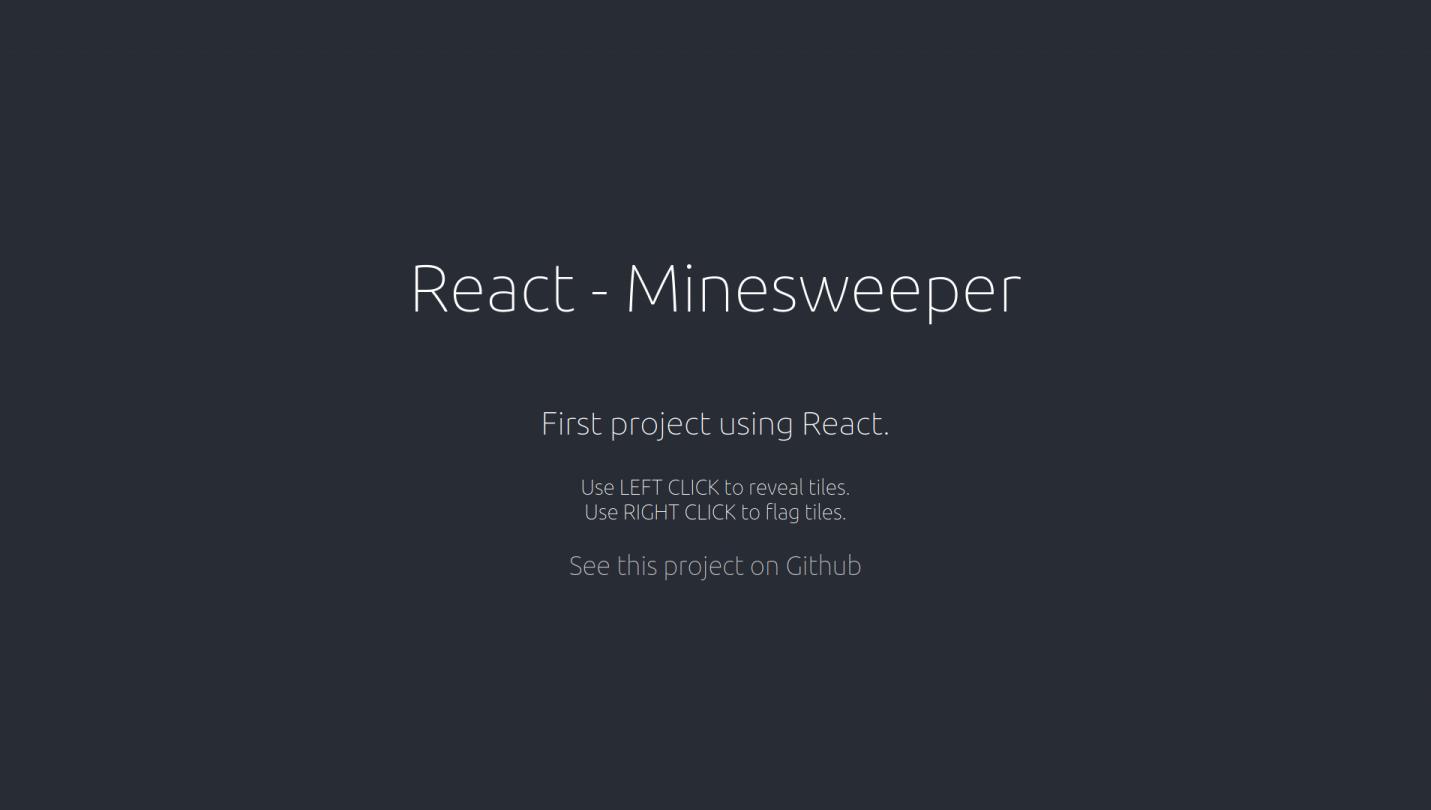 React - Minesweeper
First project using React.
Use LEFT CLICK to reveal tiles.
Use RIGHT CLICK to flag tiles.
See this project on Github